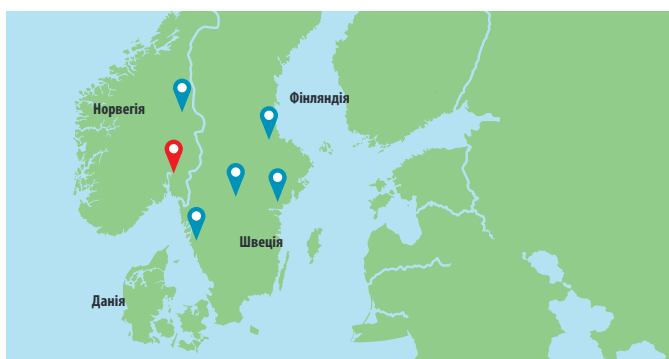 Фінляндія
Норвегія
Швеція
Данія